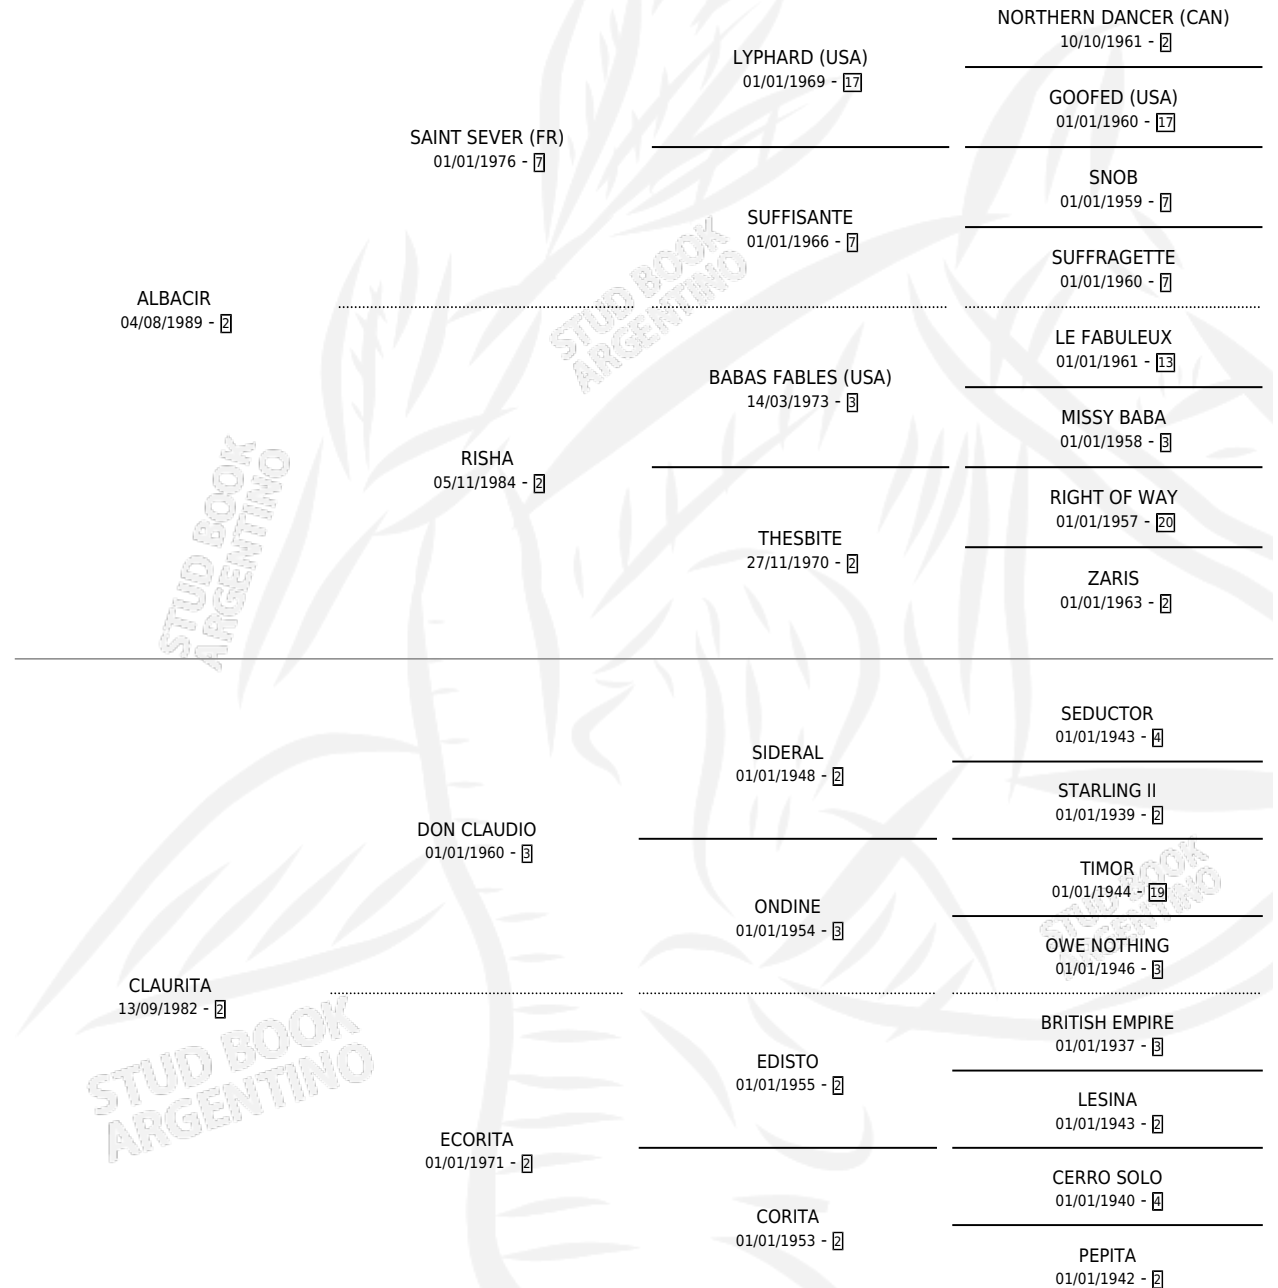 NORTHERN DANCER (CAN)
10/10/1961 - 2
LYPHARD (USA)
01/01/1969 - 17
GOOFED (USA)
01/01/1960 - 17
SAINT SEVER (FR)
01/01/1976 - 7
SNOB
01/01/1959 - 7
SUFFISANTE
01/01/1966 - 7
SUFFRAGETTE
01/01/1960 - 7
ALBACIR
04/08/1989 - 2
LE FABULEUX
01/01/1961 - 13
BABAS FABLES (USA)
14/03/1973 - 3
MISSY BABA
01/01/1958 - 3
RISHA
05/11/1984 - 2
RIGHT OF WAY
01/01/1957 - 20
THESBITE
27/11/1970 - 2
ZARIS
01/01/1963 - 2
SEDUCTOR
01/01/1943 - 4
SIDERAL
01/01/1948 - 2
STARLING II
01/01/1939 - 2
DON CLAUDIO
01/01/1960 - 3
TIMOR
01/01/1944 - 19
ONDINE
01/01/1954 - 3
OWE NOTHING
01/01/1946 - 3
CLAURITA
13/09/1982 - 2
BRITISH EMPIRE
01/01/1937 - 3
EDISTO
01/01/1955 - 2
LESINA
01/01/1943 - 2
ECORITA
01/01/1971 - 2
CERRO SOLO
01/01/1940 - 4
CORITA
01/01/1953 - 2
PEPITA
01/01/1942 - 2
STUD BOOK
ARGENTINO
STUD BOOK
ARGENTINO
STUD BOOK
ARGENTINO
STUD BOOK
ARGENTINO